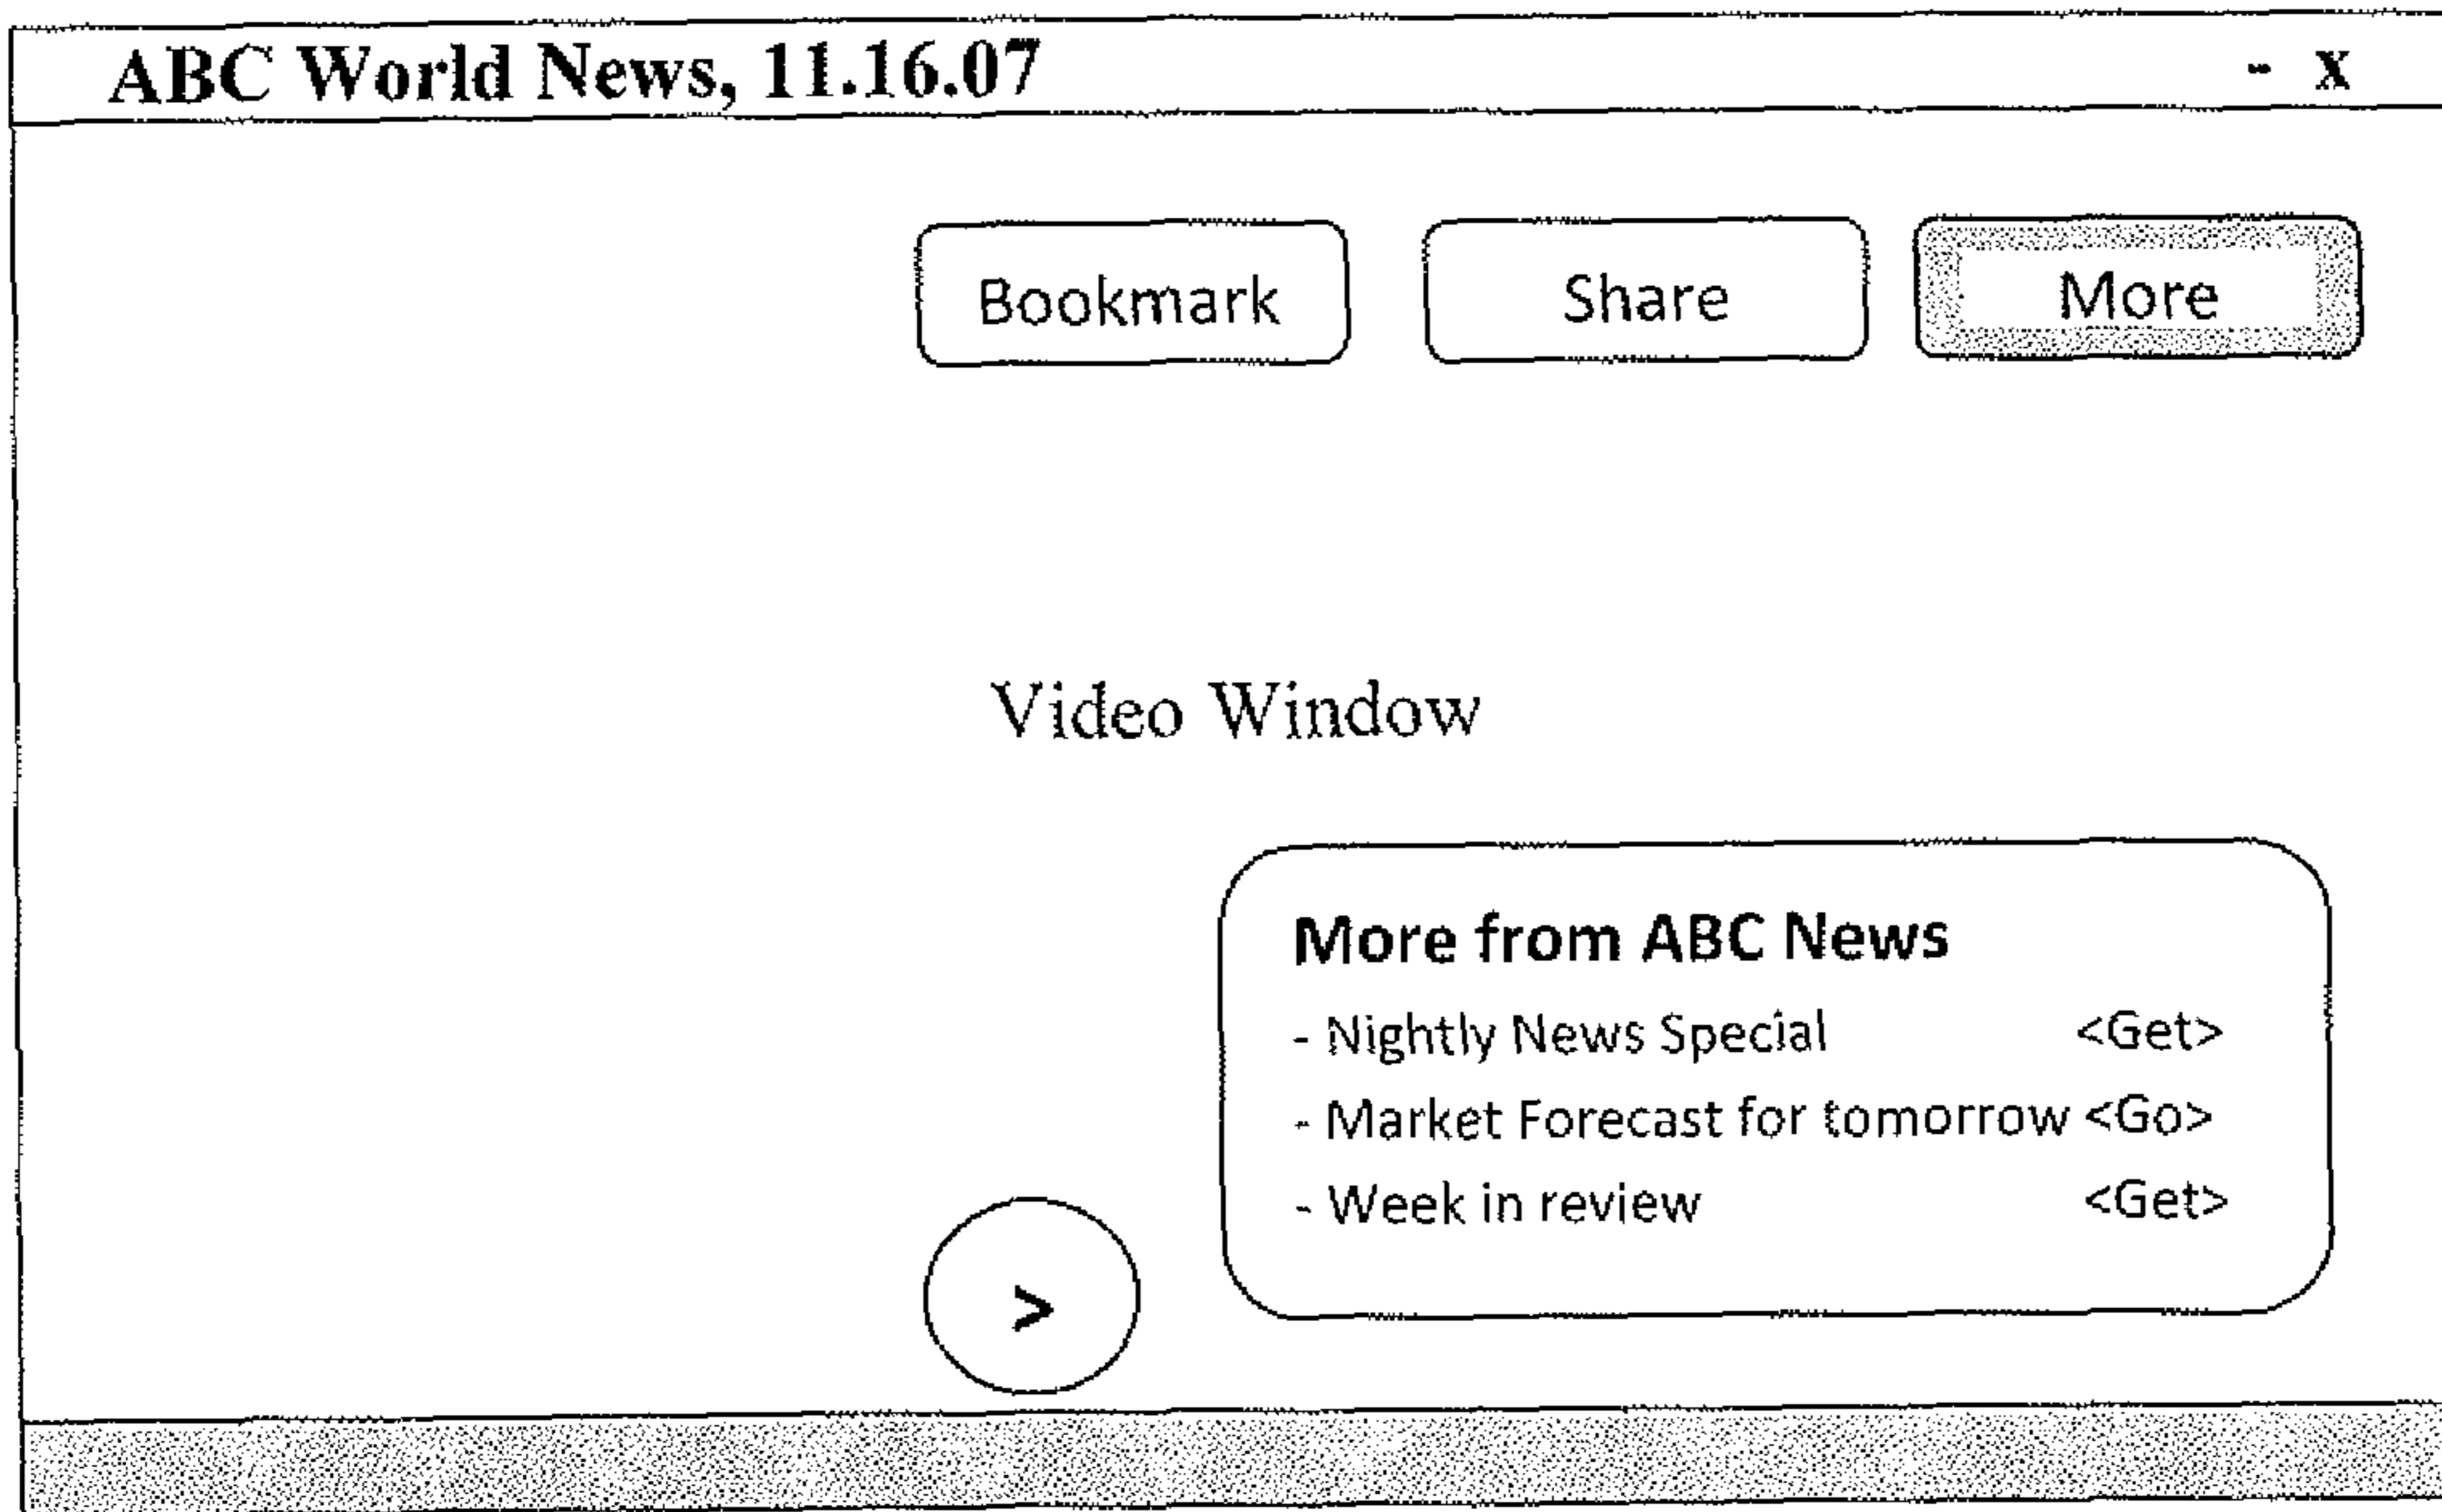 ABC World News, 11.16.07 - x
Bookmark Share More
Video Window
More from ABC News
- Nightly News Special <Get>
- Market Forecast for tomorrow <Go>
- Week in review <Get>
>